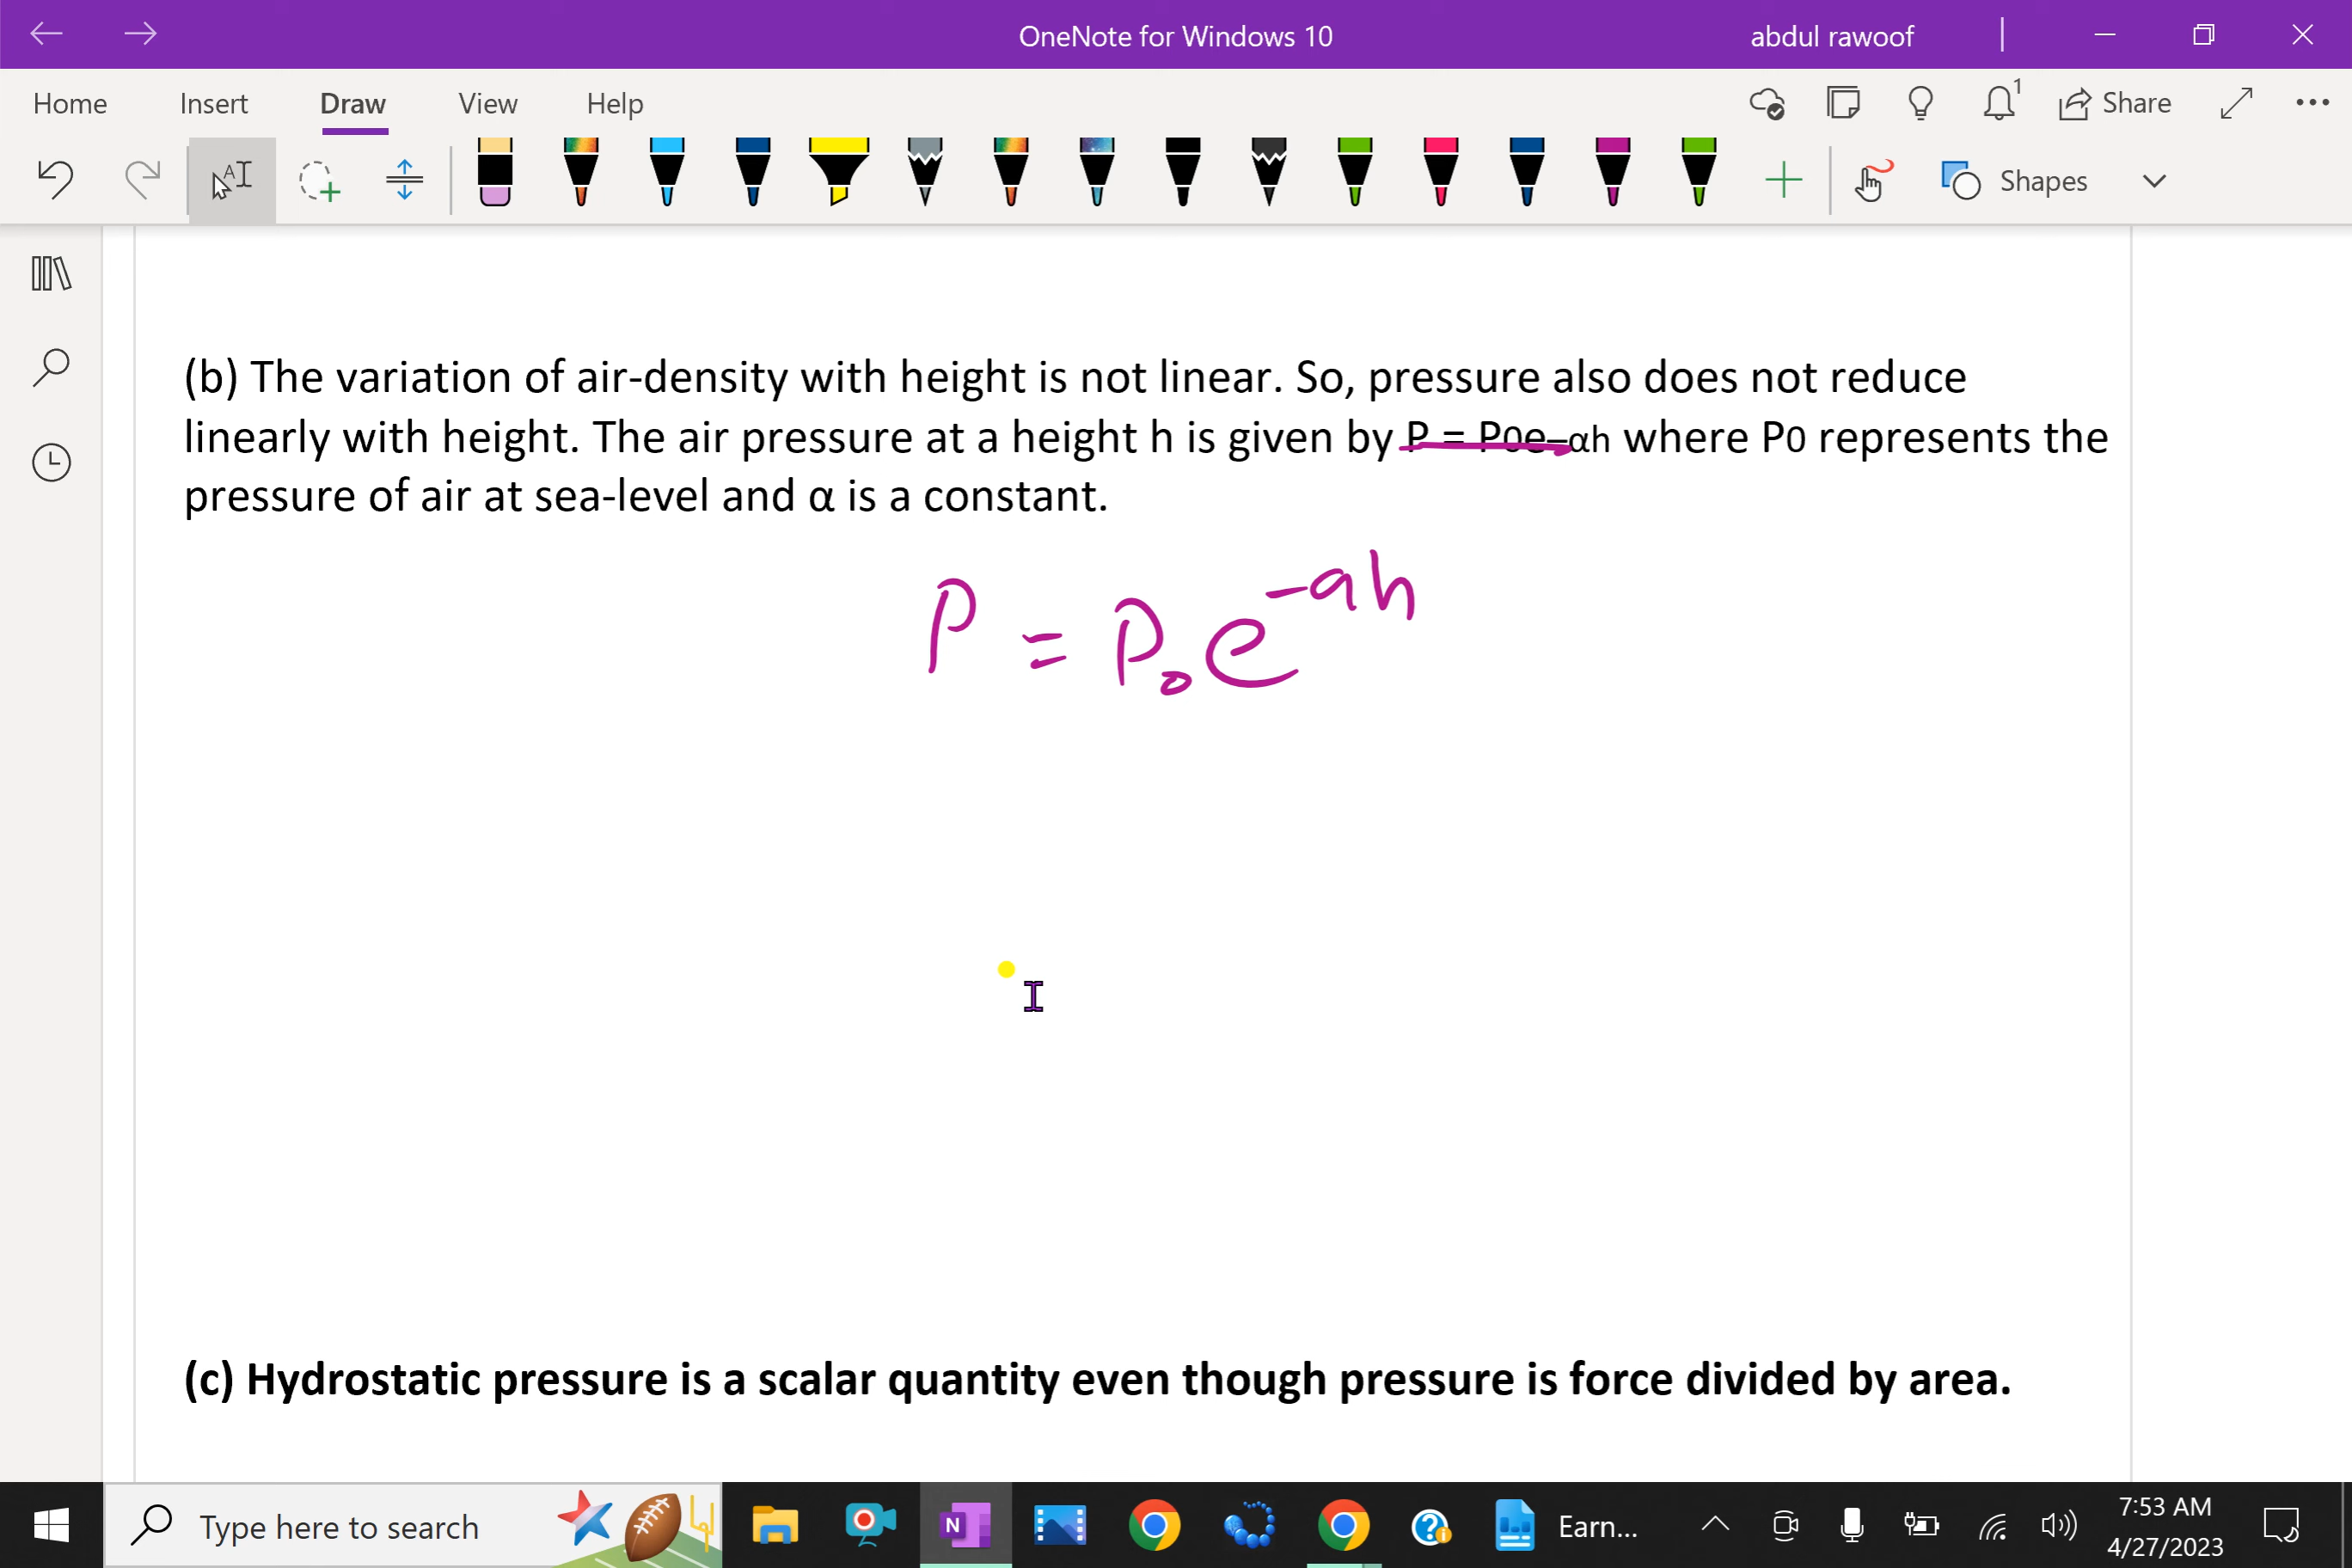 OneNote for Windows 10
abdul rawoof
Home Insert Draw View Help
1 Share
Shapes
(b) The variation of air-density with height is not linear. So, pressure also does not reduce
linearly with height. The air pressure at a height h is given by P = P0e–αh where P0 represents the
pressure of air at sea-level and α is a constant.
P = P₀e^-ah
(c) Hydrostatic pressure is a scalar quantity even though pressure is force divided by area.
Type here to search
N
Earn...
7:53 AM
4/27/2023